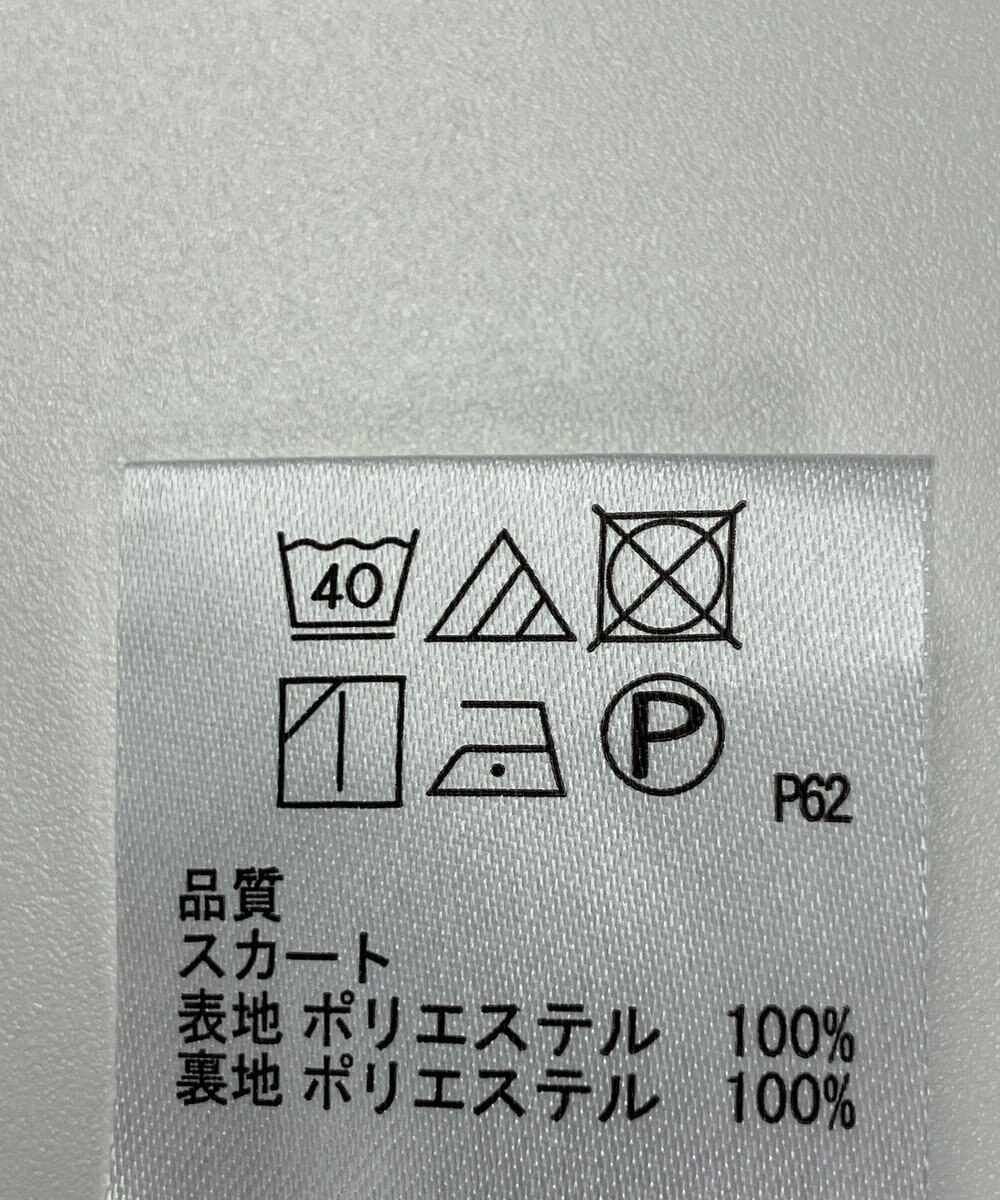 40
P
P62
品質
スカート
表地 ポリエステル 100%
裏地 ポリエステル 100%